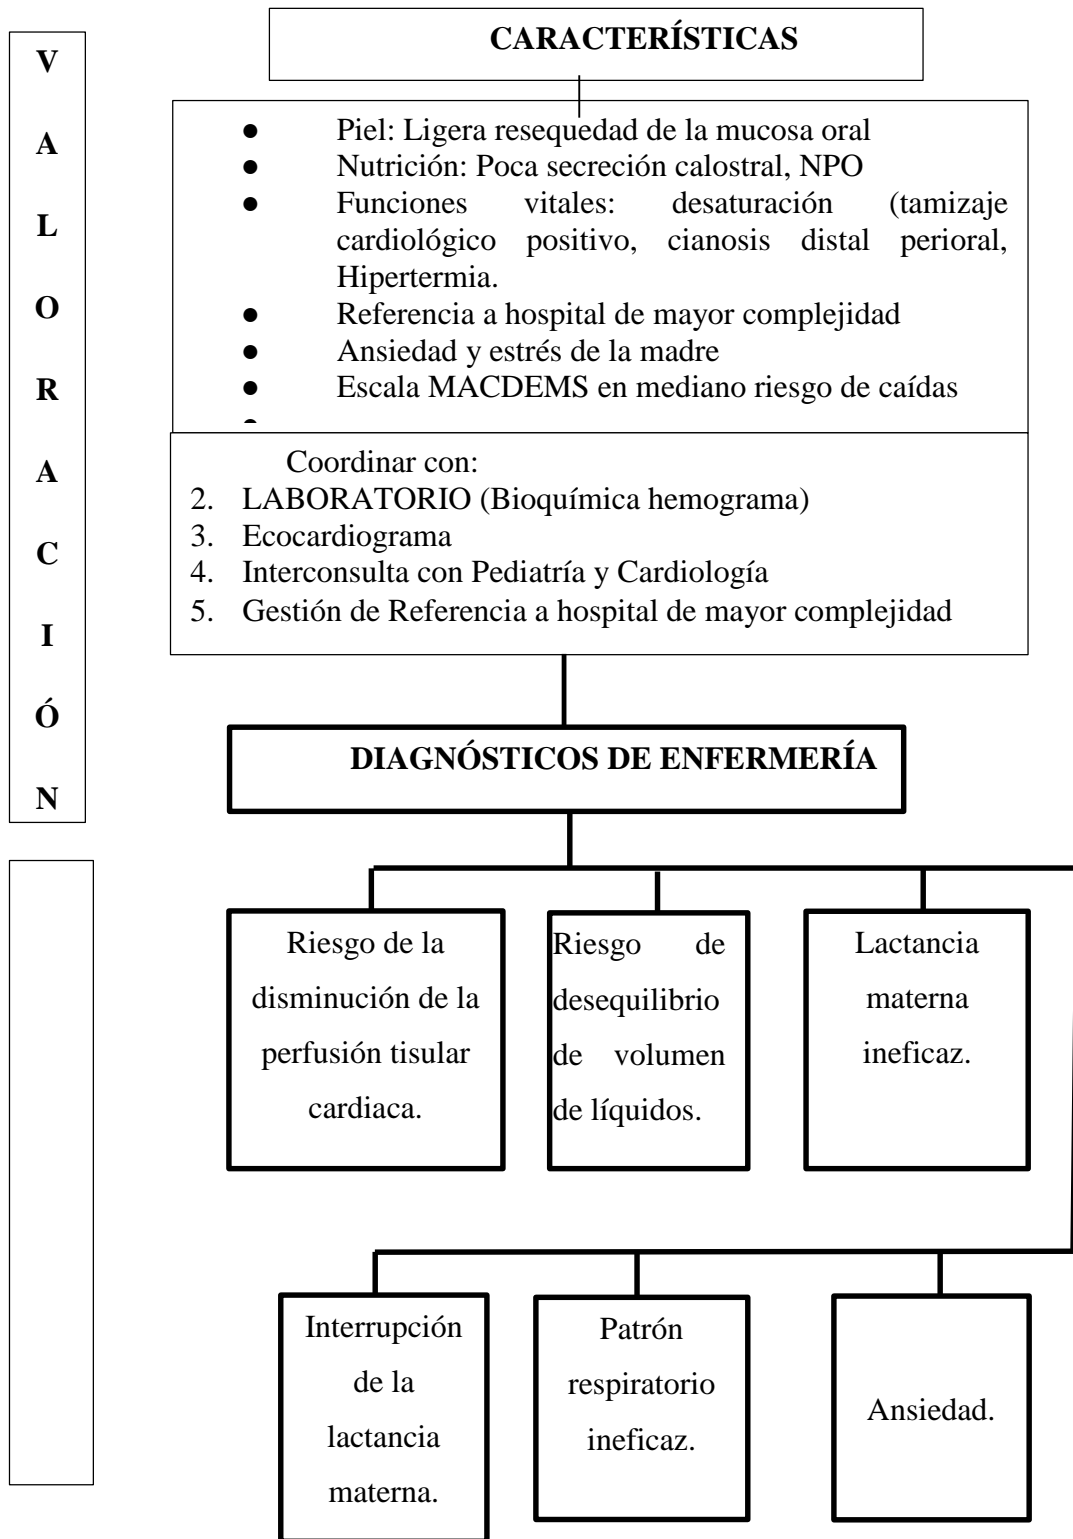 V
A
L
O
R
A
C
I
Ó
N
CARACTERÍSTICAS
● Piel: Ligera resequedad de la mucosa oral
● Nutrición: Poca secreción calostral, NPO
● Funciones vitales: desaturación (tamizaje
cardiológico positivo, cianosis distal perioral,
Hipertermia.
● Referencia a hospital de mayor complejidad
● Ansiedad y estrés de la madre
● Escala MACDEMS en mediano riesgo de caídas
●
Coordinar con:
2. LABORATORIO (Bioquímica hemograma)
3. Ecocardiograma
4. Interconsulta con Pediatría y Cardiología
5. Gestión de Referencia a hospital de mayor complejidad
DIAGNÓSTICOS DE ENFERMERÍA
Riesgo de la
disminución de la
perfusión tisular
cardiaca.
Riesgo de
desequilibrio
de volumen
de líquidos.
Lactancia
materna
ineficaz.
Interrupción
de la
lactancia
materna.
Patrón
respiratorio
ineficaz.
Ansiedad.